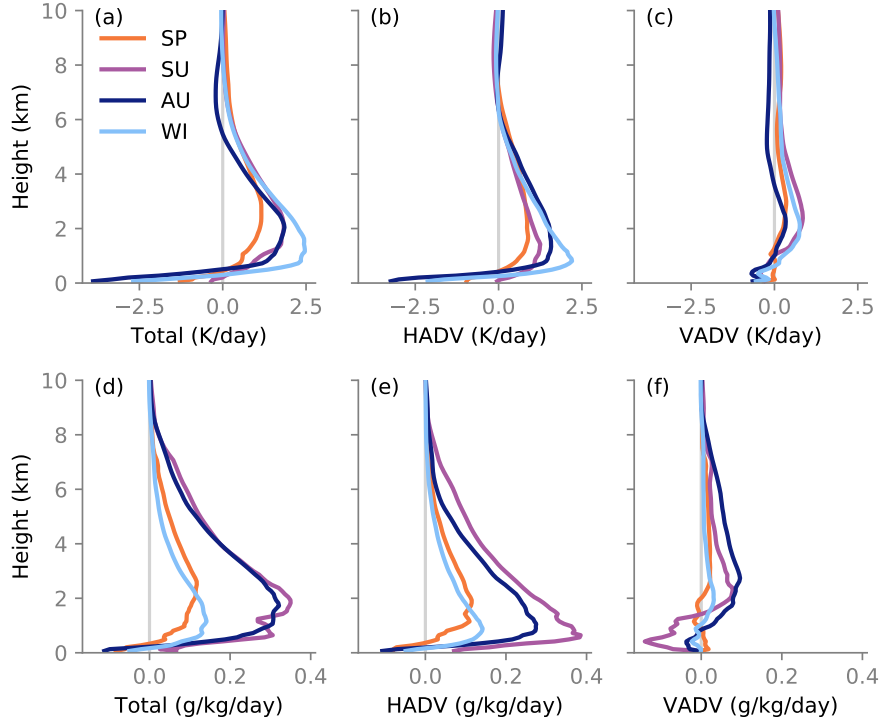 (a)
(b)
(c)
SP
SU
AU
WI
Height (km)
10
8
6
4
2
0
−2.5 0.0 2.5
−2.5 0.0 2.5
−2.5 0.0 2.5
Total (K/day)
HADV (K/day)
VADV (K/day)
(d)
(e)
(f)
Height (km)
10
8
6
4
2
0
0.0 0.2 0.4
0.0 0.2 0.4
0.0 0.2 0.4
Total (g/kg/day)
HADV (g/kg/day)
VADV (g/kg/day)